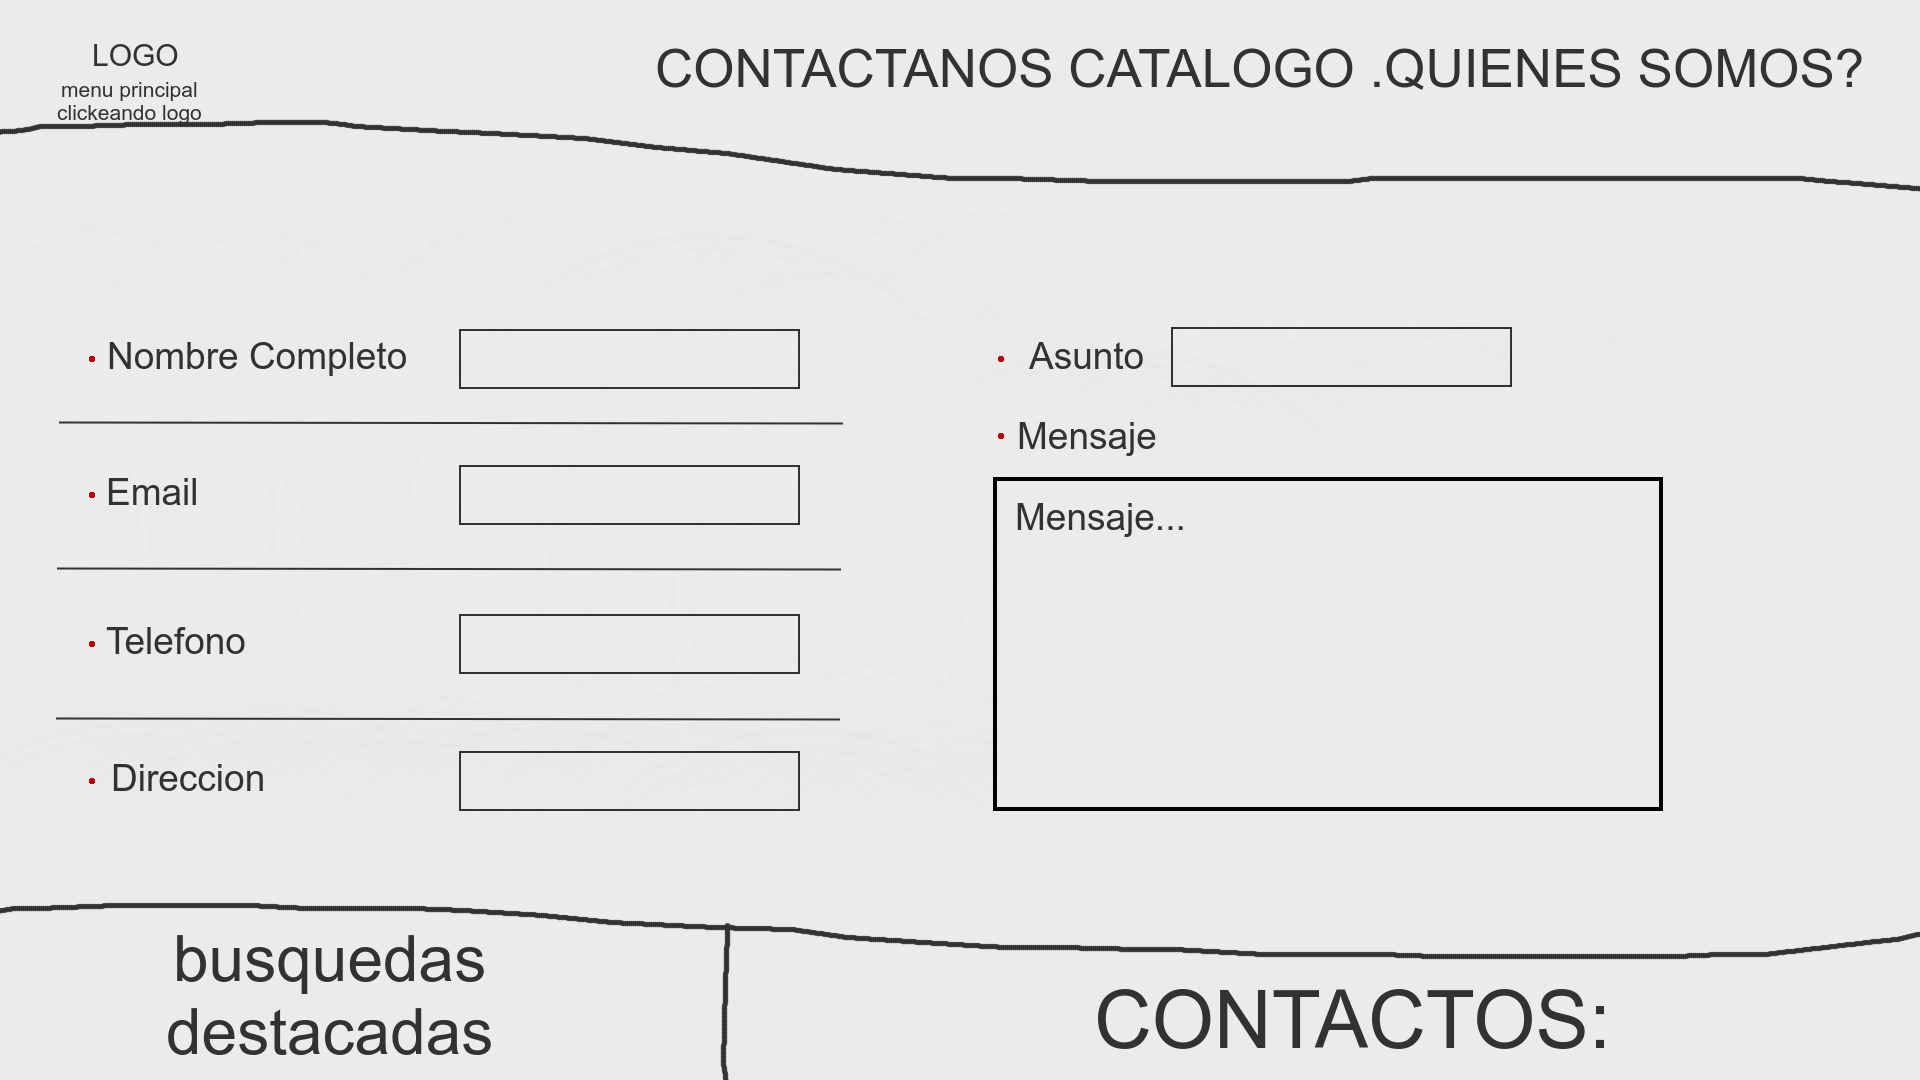 LOGO
menu principal
clickeando logo
CONTACTANOS CATALOGO .QUIENES SOMOS?
Nombre Completo
Email
Telefono
Direccion
Asunto
Mensaje
Mensaje...
busquedas
destacadas
CONTACTOS: